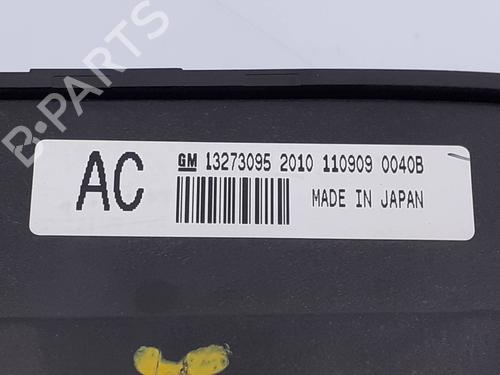 B-PARTS
AC
GM 13273095 2010 110909 0040B
MADE IN JAPAN